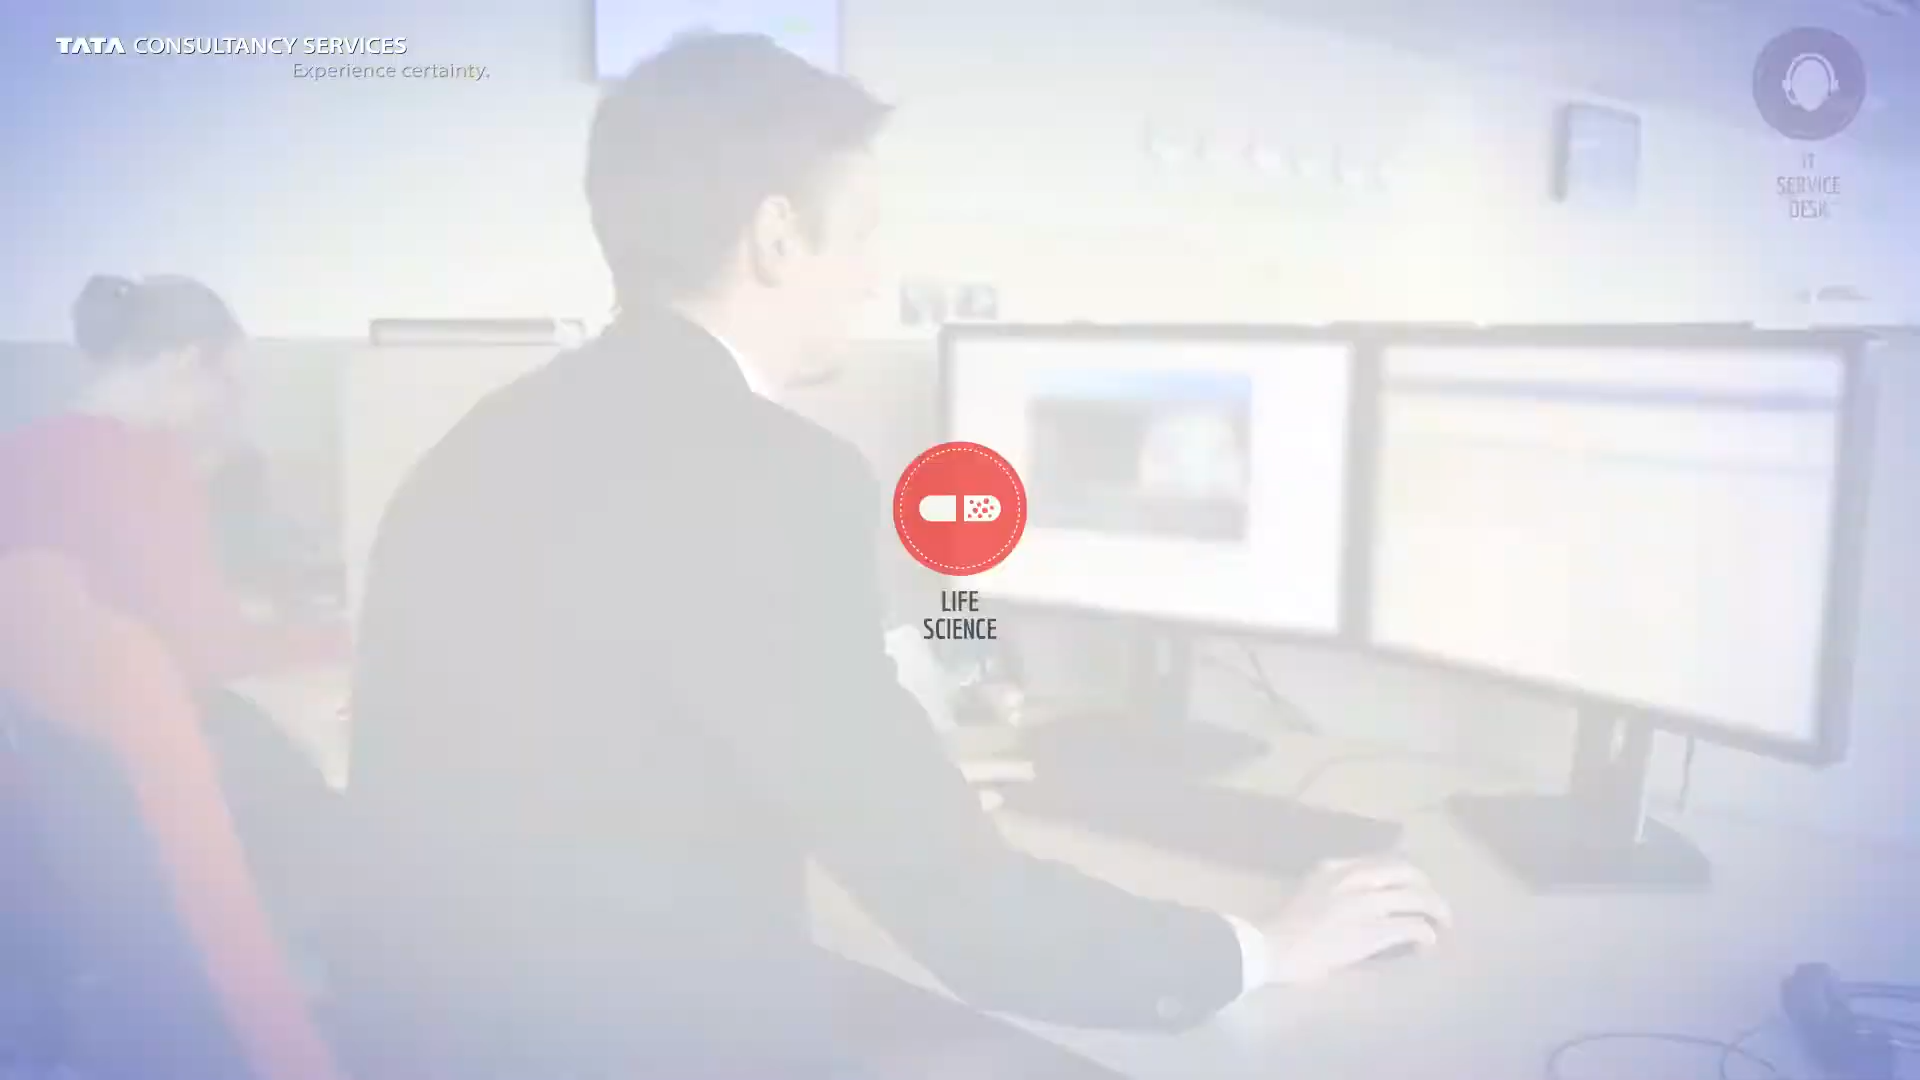 TATA CONSULTANCY SERVICES
Experience certainty.
IT
SERVICE
DESK
LIFE
SCIENCE